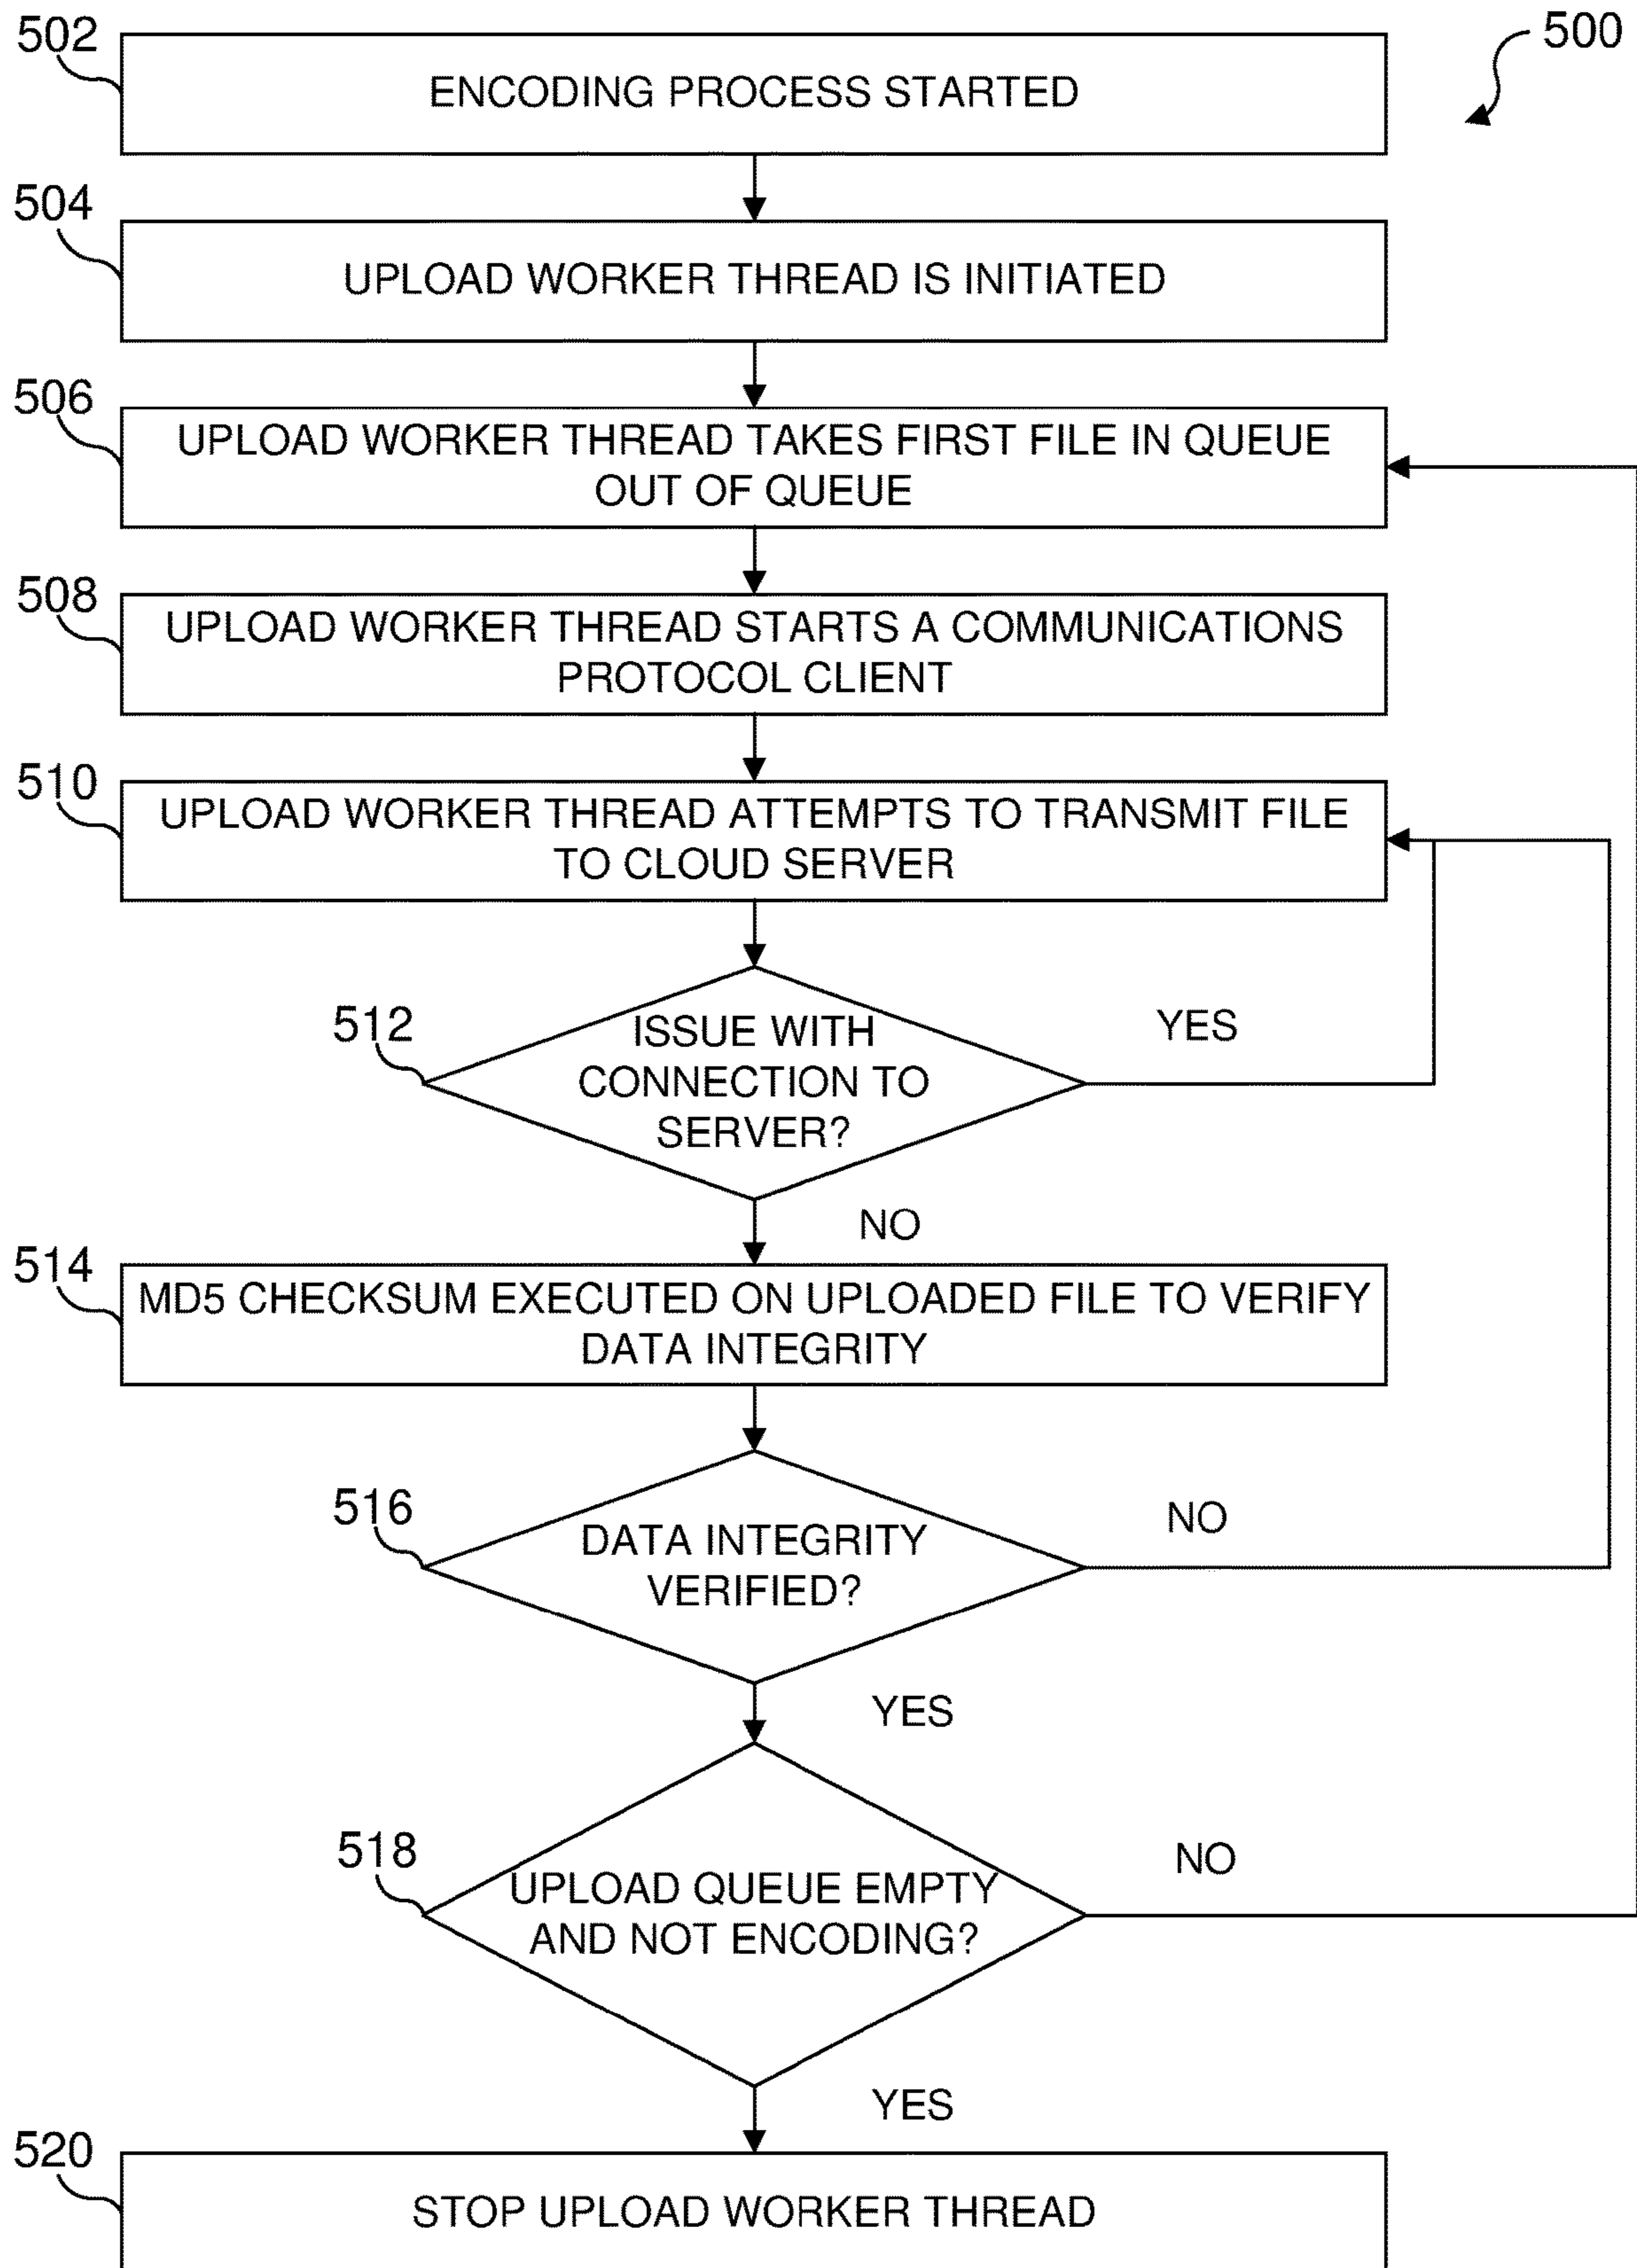 502
500
ENCODING PROCESS STARTED
504
UPLOAD WORKER THREAD IS INITIATED
506
UPLOAD WORKER THREAD TAKES FIRST FILE IN QUEUE
OUT OF QUEUE
508
UPLOAD WORKER THREAD STARTS A COMMUNICATIONS
PROTOCOL CLIENT
510
UPLOAD WORKER THREAD ATTEMPTS TO TRANSMIT FILE
TO CLOUD SERVER
512
ISSUE WITH
CONNECTION TO
SERVER?
YES
NO
514
MD5 CHECKSUM EXECUTED ON UPLOADED FILE TO VERIFY
DATA INTEGRITY
516
DATA INTEGRITY
VERIFIED?
NO
YES
518
UPLOAD QUEUE EMPTY
AND NOT ENCODING?
NO
YES
520
STOP UPLOAD WORKER THREAD